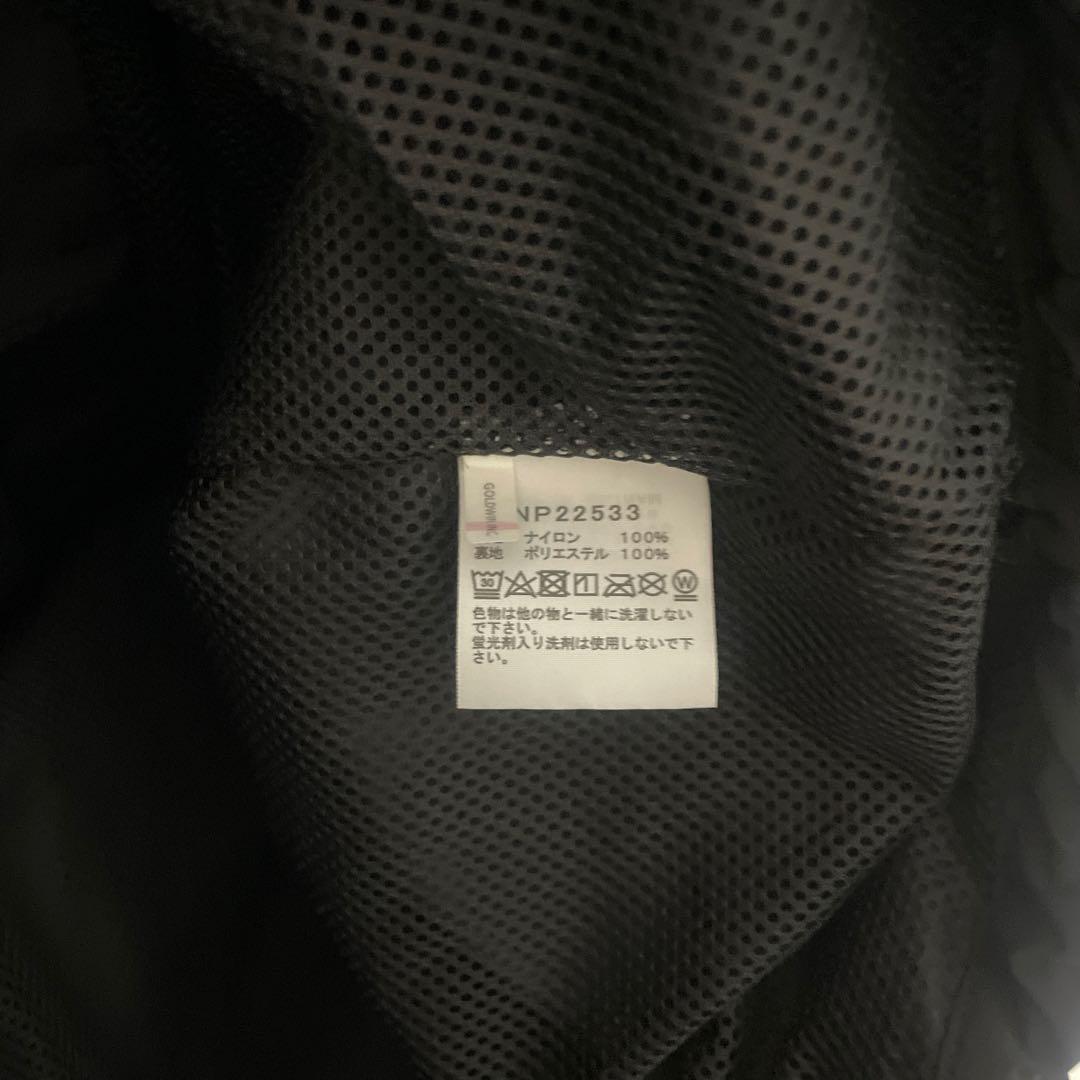 GOLDWIN INC
NP22533
ナイロン 100%
裏地 ポリエステル 100%
30
W
色物は他の物と一緒に洗濯しない
で下さい。
蛍光剤入り洗剤は使用しないで下
さい。